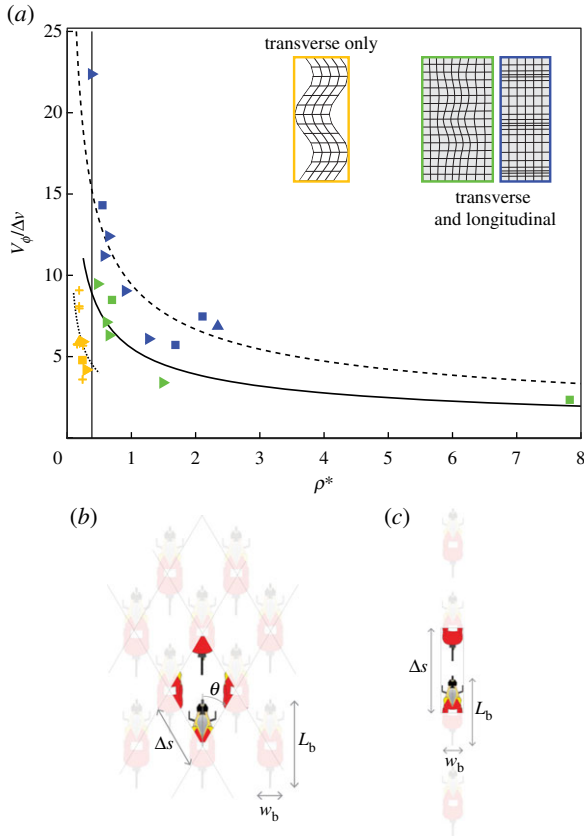 (a)
25
20
15
10
5
V_ϕ/Δv
transverse only
transverse
and longitudinal
0 1 2 3 4 5 6 7 8
ρ*
(b) (c)
θ
Δs
L_b
w_b
Δs
L_b
w_b